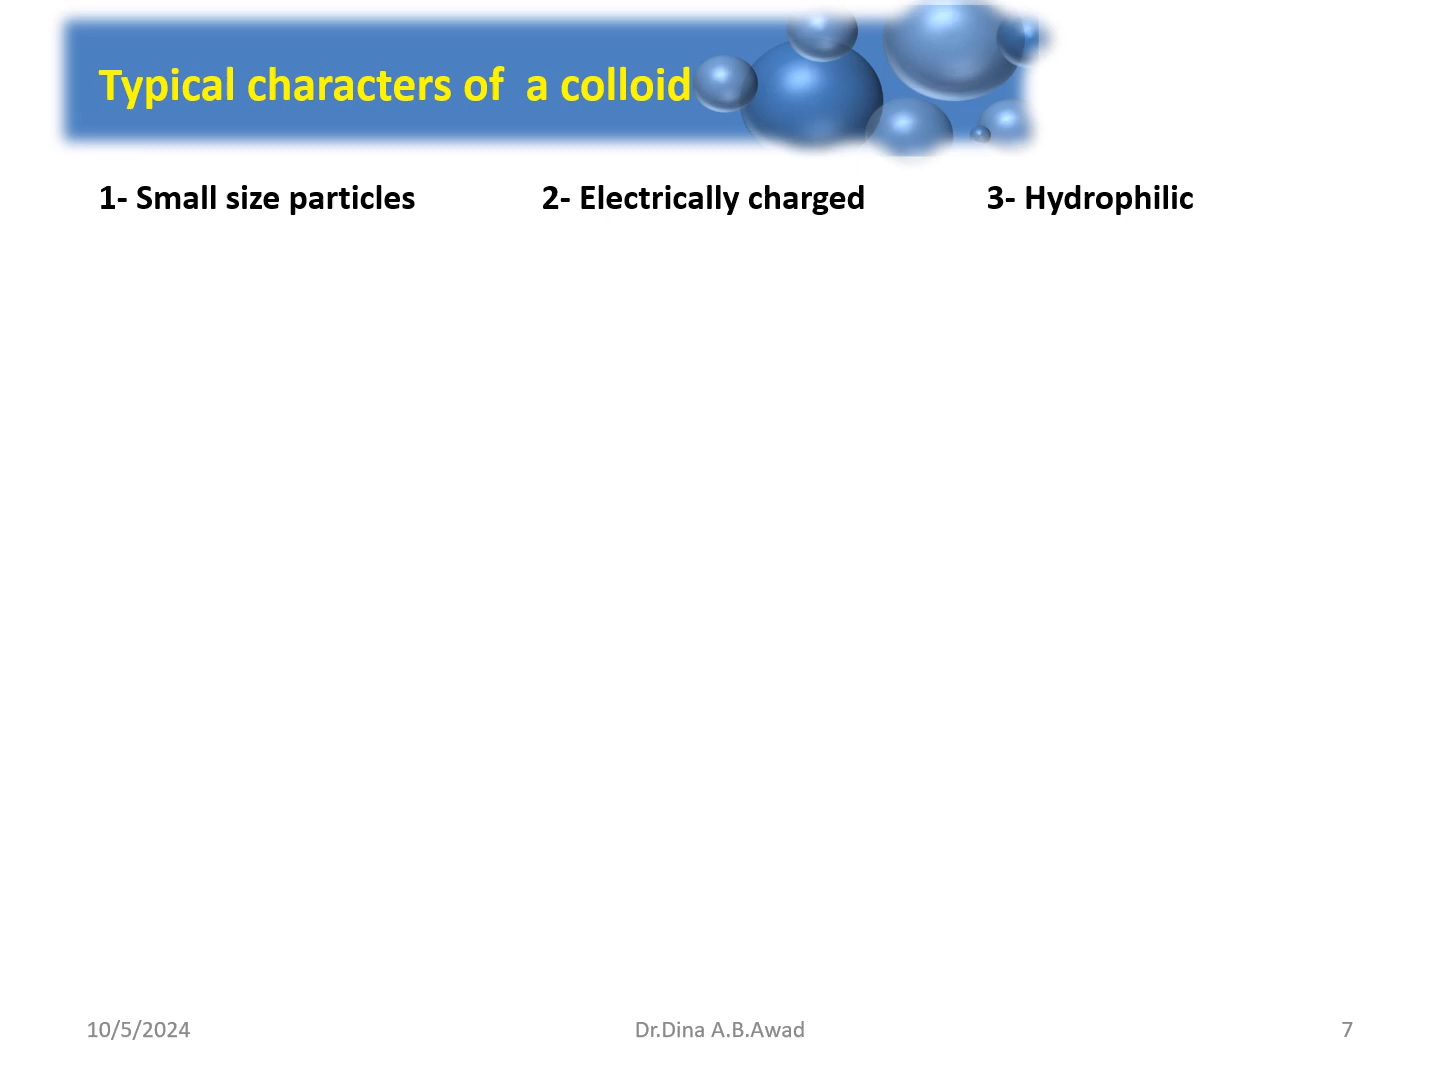 Typical characters of  a colloid
1- Small size particles 2- Electrically charged 3- Hydrophilic
10/5/2024 Dr.Dina A.B.Awad 7